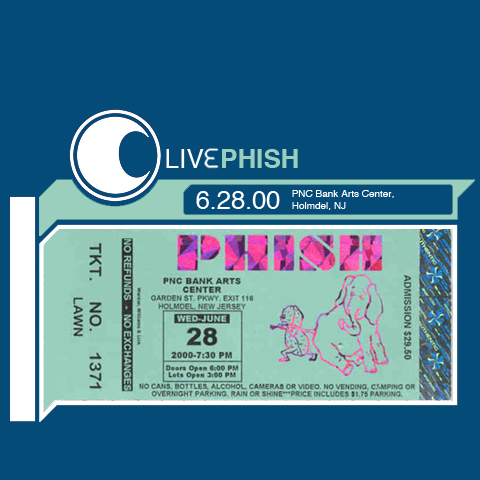 LIVEPHISH
6.28.00
PNC Bank Arts Center,
Holmdel, NJ
TKT. NO. 1371
LAWN
NO REFUNDS - NO EXCHANGES
PHISH
PNC BANK ARTS
CENTER
GARDEN ST. PKWY. EXIT 116
HOLMDEL, NEW JERSEY
WED-JUNE
28
2000-7:30 PM
Doors Open 6:00 PM
Lots Open 3:00 PM
ADMISSION $29.50
NO CANS, BOTTLES, ALCOHOL, CAMERAS OR VIDEO. NO VENDING, CAMPING OR
OVERNIGHT PARKING. RAIN OR SHINE***PRICE INCLUDES $1.75 PARKING.